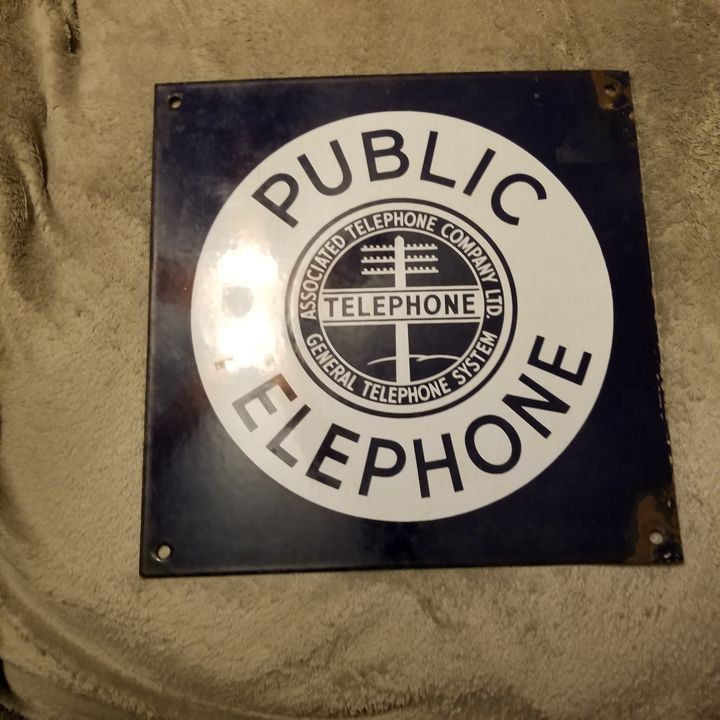 PUBLIC
ASSOCIATED TELEPHONE COMPANY LTD.
TELEPHONE
GENERAL TELEPHONE SYSTEM
TELEPHONE